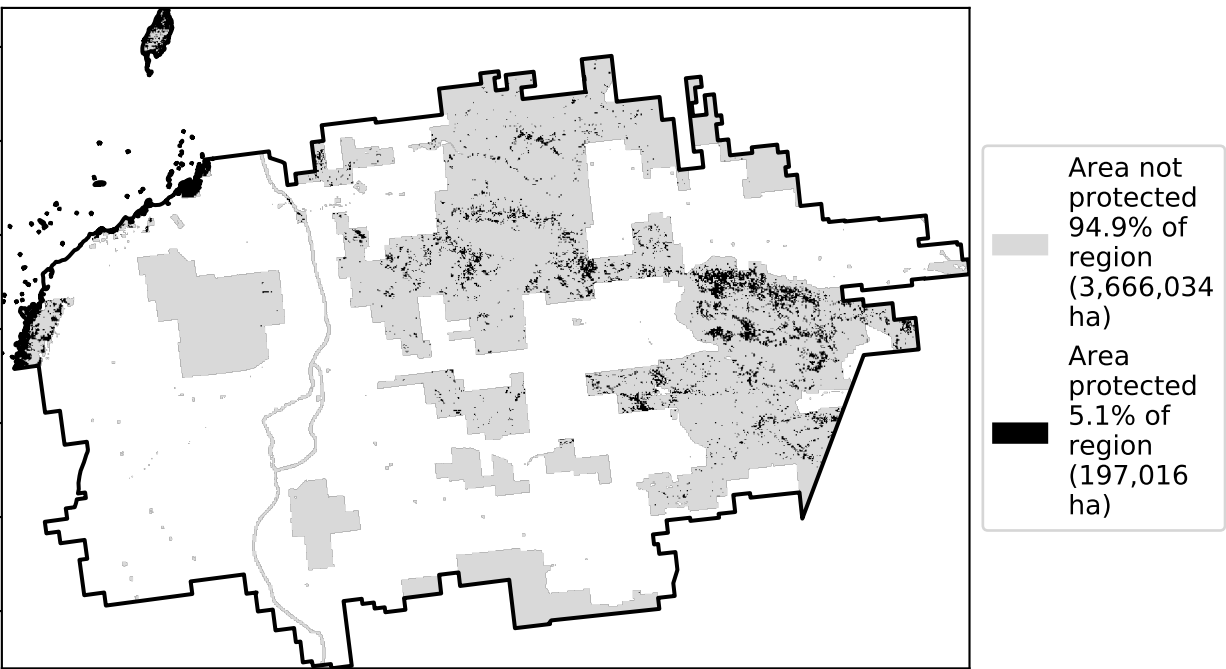 Area not
protected
94.9% of
region
(3,666,034
ha)
Area
protected
5.1% of
region
(197,016
ha)